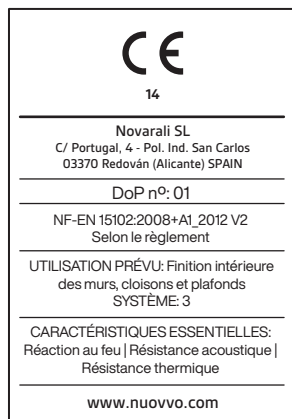 CE
14
Novarali SL
C/ Portugal, 4 - Pol. Ind. San Carlos
03370 Redován (Alicante) SPAIN
DoP nº: 01
NF-EN 15102:2008+A1_2012 V2
Selon le règlement
UTILISATION PRÉVU: Finition intérieure
des murs, cloisons et plafonds
SYSTÈME: 3
CARACTÉRISTIQUES ESSENTIELLES:
Réaction au feu | Résistance acoustique |
Résistance thermique
www.nuovvo.com